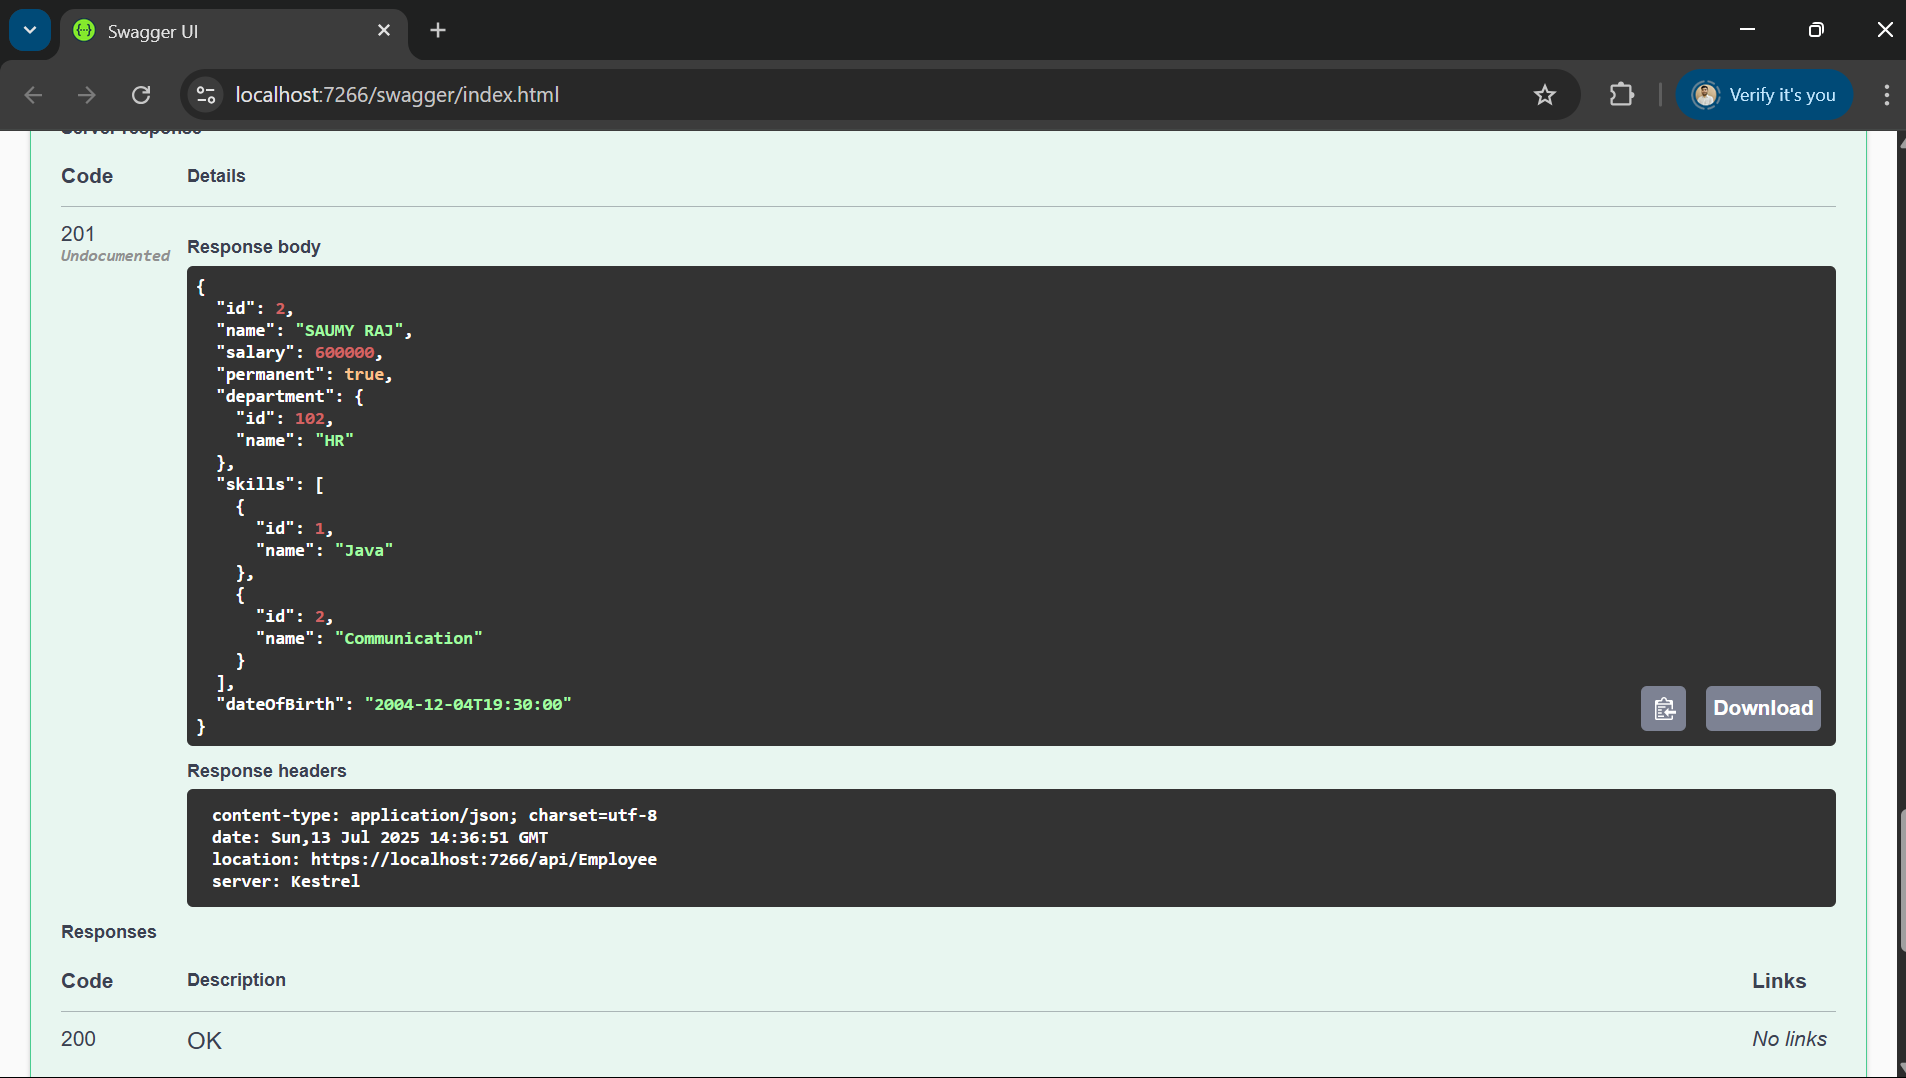 Swagger UI
localhost:7266/swagger/index.html
Verify it's you
Server response
Code Details
201
Undocumented
Response body
{
  "id": 2,
  "name": "SAUMY RAJ",
  "salary": 600000,
  "permanent": true,
  "department": {
    "id": 102,
    "name": "HR"
  },
  "skills": [
    {
      "id": 1,
      "name": "Java"
    },
    {
      "id": 2,
      "name": "Communication"
    }
  ],
  "dateOfBirth": "2004-12-04T19:30:00"
}
Download
Response headers
content-type: application/json; charset=utf-8
date: Sun,13 Jul 2025 14:36:51 GMT
location: https://localhost:7266/api/Employee
server: Kestrel
Responses
Code Description Links
200 OK No links